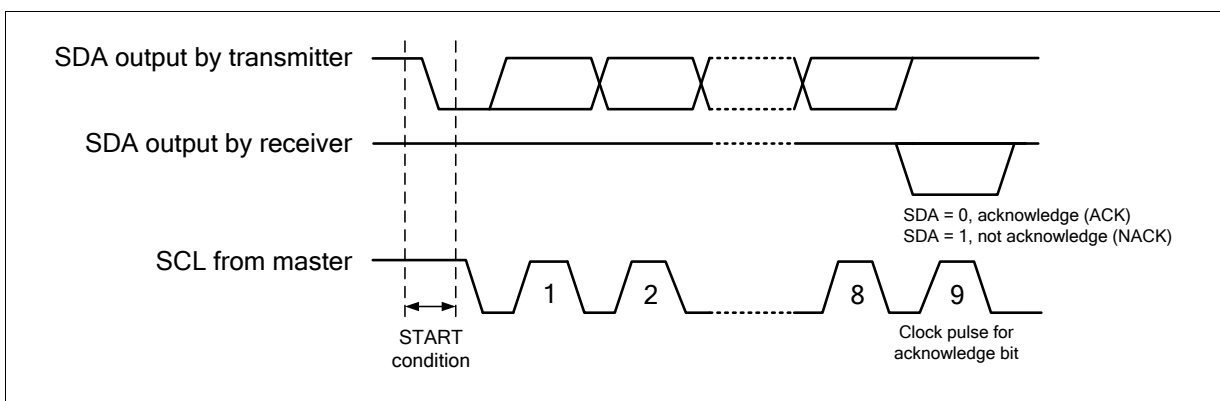 SDA output by transmitter
SDA output by receiver
SDA = 0, acknowledge (ACK)
SDA = 1, not acknowledge (NACK)
SCL from master
1
2
8
9
START
condition
Clock pulse for
acknowledge bit